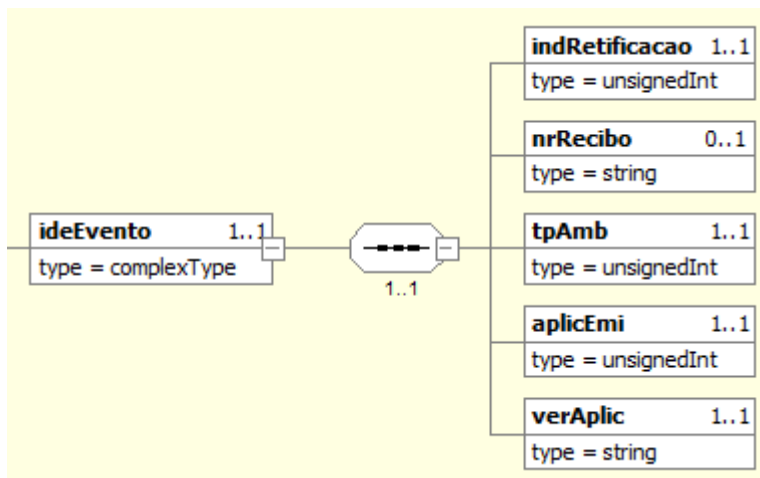 indRetificacao 1..1
type = unsignedInt
nrRecibo 0..1
type = string
ideEvento 1..1
type = complexType
1..1
tpAmb 1..1
type = unsignedInt
aplicEmi 1..1
type = unsignedInt
verAplic 1..1
type = string